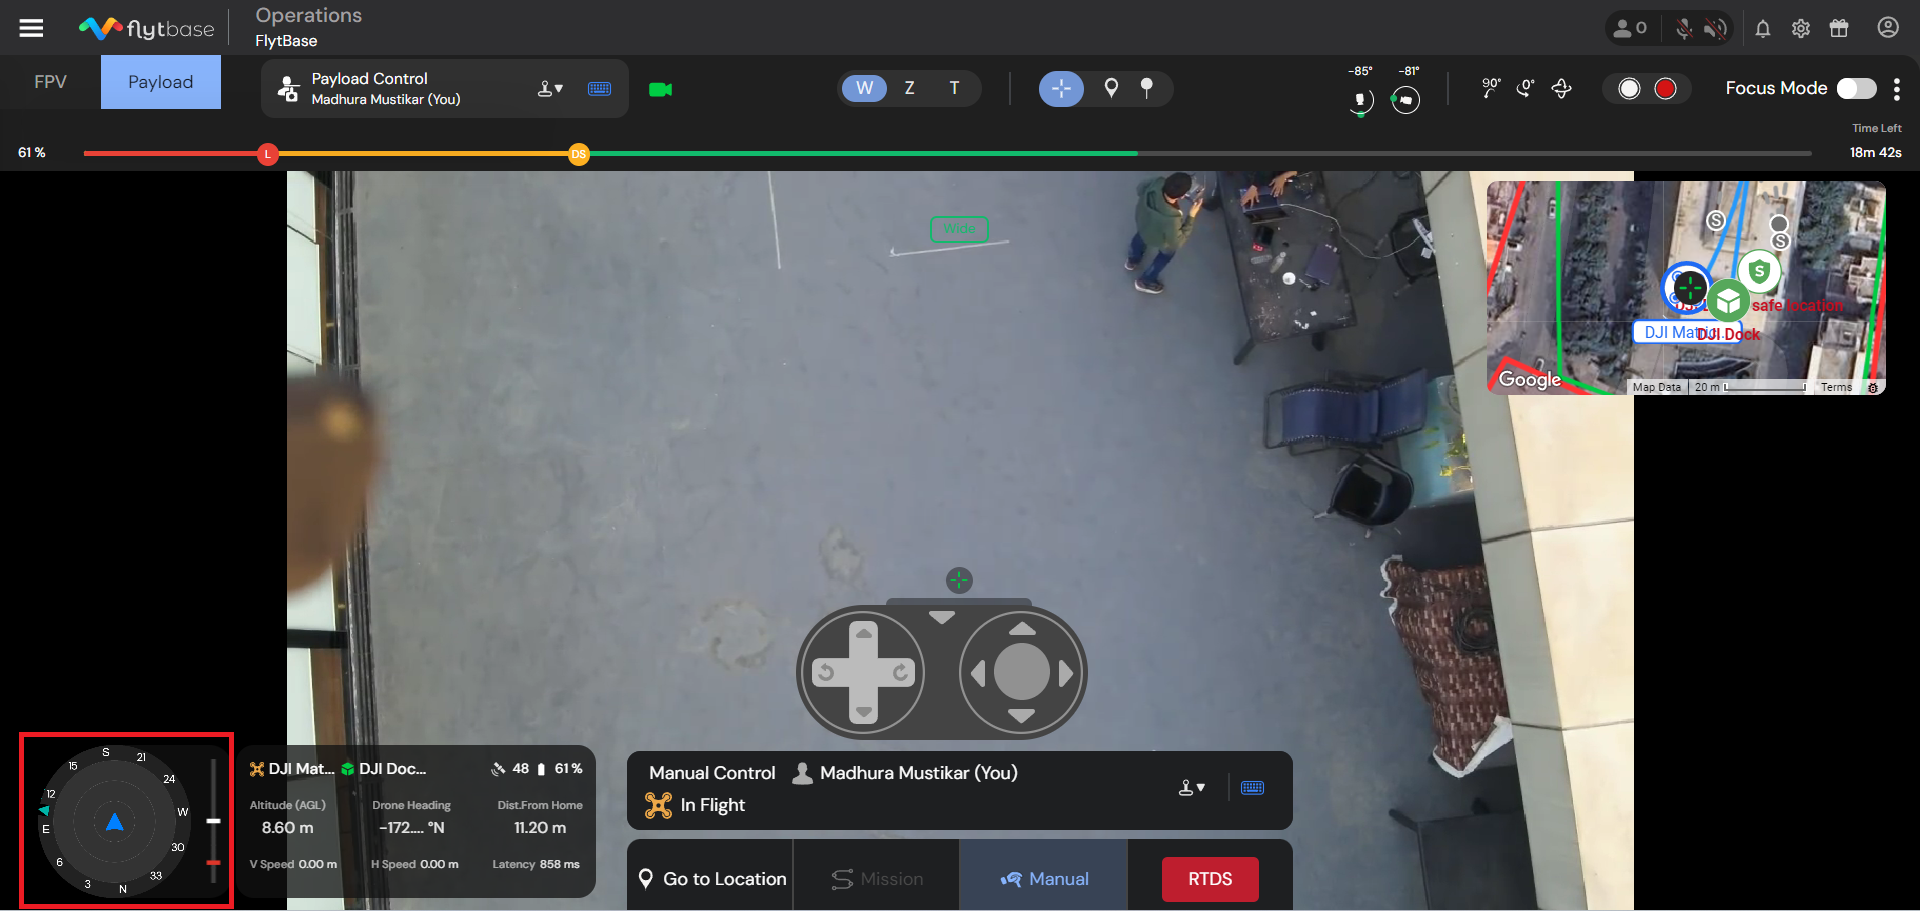 flytbase
Operations
FlytBase
0
FPV
Payload
Payload Control
Madhura Mustikar (You)
W
Z
T
-85°
-81°
90°
0°
Focus Mode
Time Left
61 %
L
DS
18m 42s
Wide
S
S
S
safe location
DJI Matric...
DJI Dock
Google
Map Data
20 m
Terms
S
21
15
24
12
W
E
30
6
33
3
N
DJI Mat...
DJI Doc...
48
61 %
Altitude (AGL)
Drone Heading
Dist.From Home
8.60 m
-172.... °N
11.20 m
V Speed 0.00 m
H Speed 0.00 m
Latency 858 ms
Manual Control
Madhura Mustikar (You)
In Flight
Go to Location
Mission
Manual
RTDS